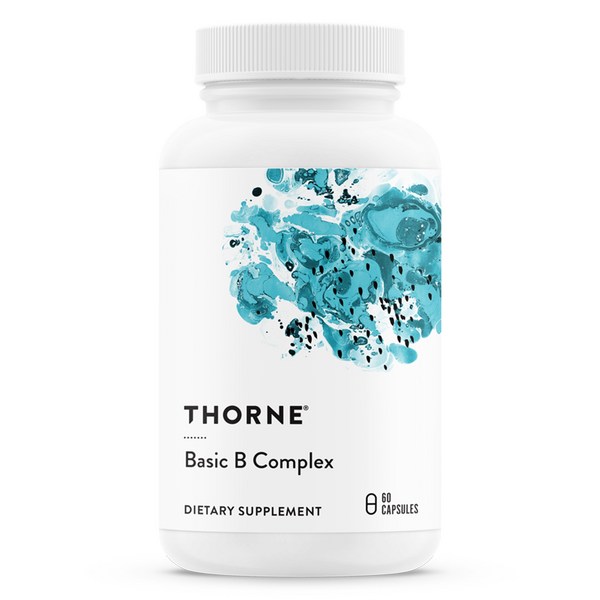 THORNE®
Basic B Complex
DIETARY SUPPLEMENT
60
CAPSULES